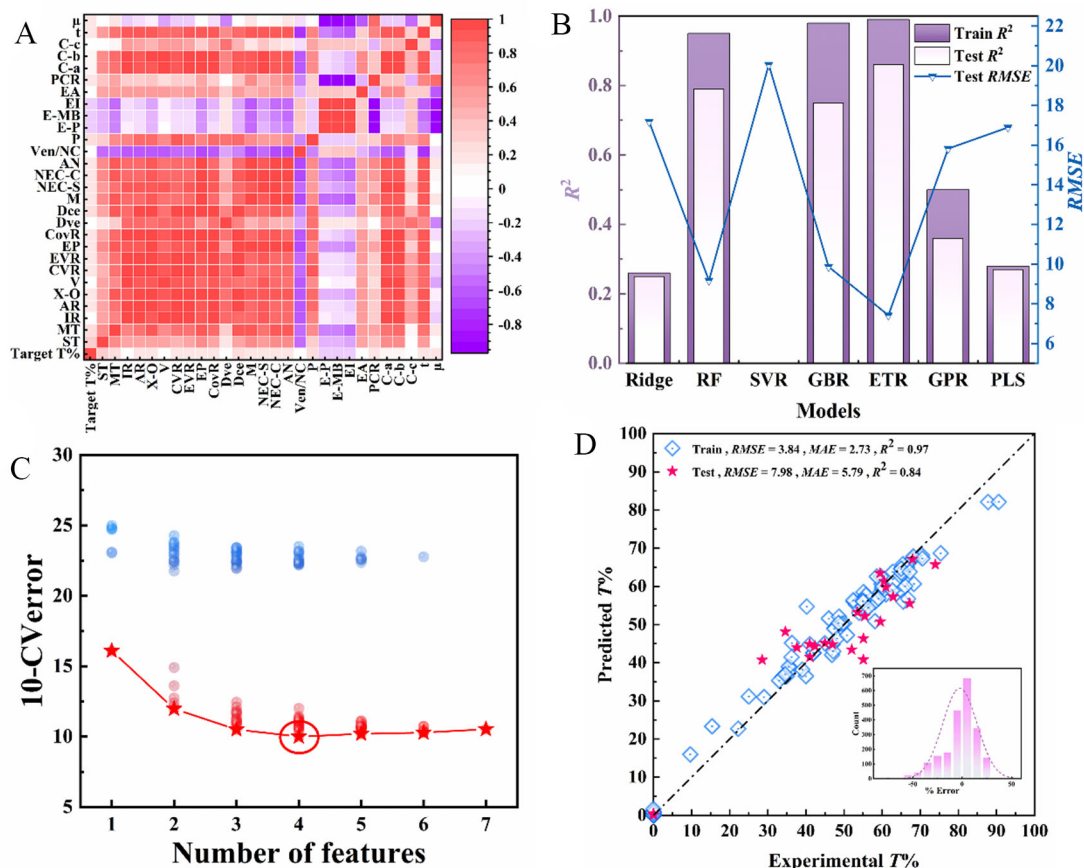 A
μ
t
C-c
C-b
C-a
PCR
EA
EI
E-MB
E-P
P
Ven/NC
AN
NEC-C
NEC-S
M
Dce
Dve
CovR
EP
EVR
CVR
V
X-O
AR
IR
MT
ST
Target T%
Target T% ST MT IR AR X-O V CVR EVR EP CovR Dve Dce M NEC-S NEC-C AN Ven/NC P E-P E-MB EI EA PCR C-a C-b C-c t μ
1
0.8
0.6
0.4
0.2
0
-0.2
-0.4
-0.6
-0.8
B
Train R²
Test R²
Test RMSE
1.0
0.8
0.6
0.4
0.2
0.0
R²
22
20
18
16
14
12
10
8
6
RMSE
Ridge RF SVR GBR ETR GPR PLS
Models
C
30
25
20
15
10
5
10-CVerror
1 2 3 4 5 6 7
Number of features
D
Train , RMSE = 3.84 , MAE = 2.73 , R² = 0.97
Test , RMSE = 7.98 , MAE = 5.79 , R² = 0.84
100
90
80
70
60
50
40
30
20
10
0
Predicted T%
700
600
500
400
300
200
100
0
Count
-50 0 50
% Error
0 10 20 30 40 50 60 70 80 90 100
Experimental T%